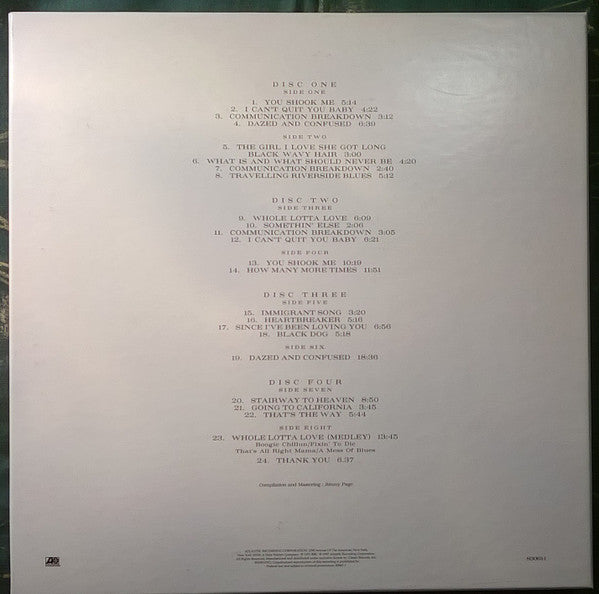 DISC ONE
SIDE ONE
1. YOU SHOOK ME 5:14
2. I CAN'T QUIT YOU BABY 4:22
3. COMMUNICATION BREAKDOWN 3:12
4. DAZED AND CONFUSED 6:39
SIDE TWO
5. THE GIRL I LOVE SHE GOT LONG
BLACK WAVY HAIR 3:00
6. WHAT IS AND WHAT SHOULD NEVER BE 4:20
7. COMMUNICATION BREAKDOWN 2:40
8. TRAVELLING RIVERSIDE BLUES 5:12
DISC TWO
SIDE THREE
9. WHOLE LOTTA LOVE 6:09
10. SOMETHIN' ELSE 2:06
11. COMMUNICATION BREAKDOWN 3:05
12. I CAN'T QUIT YOU BABY 6:21
SIDE FOUR
13. YOU SHOOK ME 10:19
14. HOW MANY MORE TIMES 11:51
DISC THREE
SIDE FIVE
15. IMMIGRANT SONG 3:20
16. HEARTBREAKER 5:16
17. SINCE I'VE BEEN LOVING YOU 6:56
18. BLACK DOG 5:18
SIDE SIX
19. DAZED AND CONFUSED 18:36
DISC FOUR
SIDE SEVEN
20. STAIRWAY TO HEAVEN 8:50
21. GOING TO CALIFORNIA 3:45
22. THAT'S THE WAY 5:44
SIDE EIGHT
23. WHOLE LOTTA LOVE (MEDLEY) 13:45
Boogie Chillun/Fixin' To Die
That's All Right Mama/A Mess Of Blues
24. THANK YOU 6.37
Compilation and Mastering : Jimmy Page